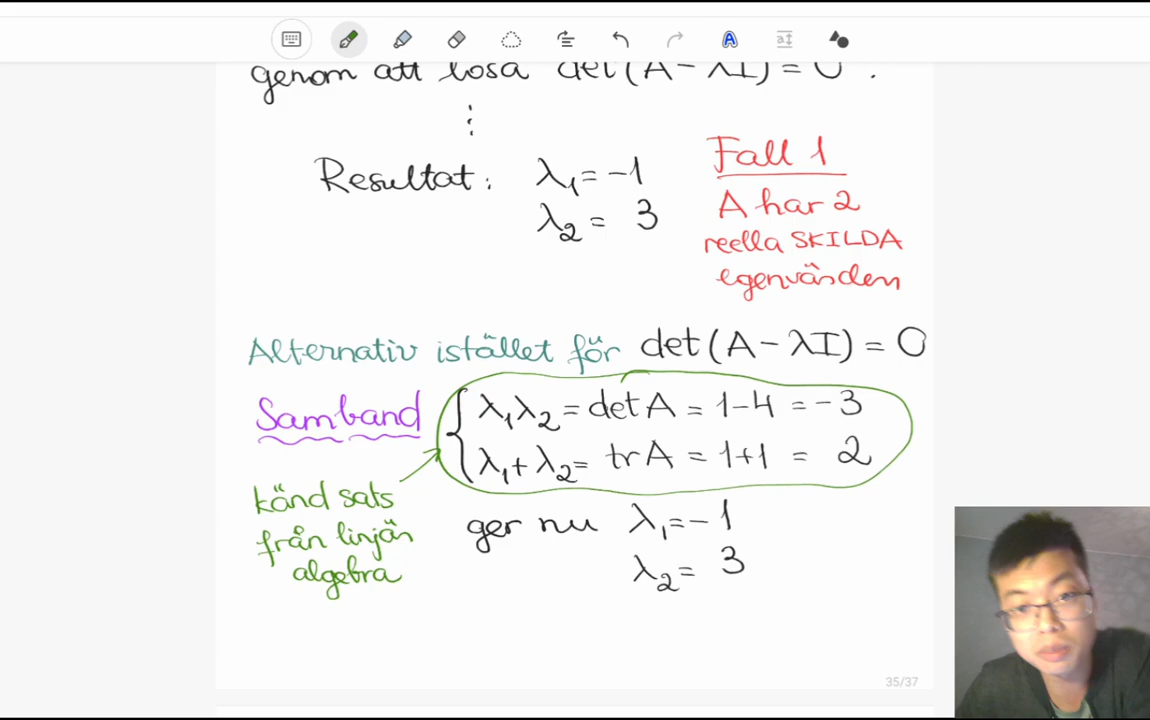 genom att lösa det(A - λI) = 0 .
⋮
Resultat: λ₁ = -1
λ₂ = 3
Fall 1
A har 2
reella SKILDA
egenvärden
Alternativ istället för det(A - λI) = 0
Samband { λ₁λ₂ = det A = 1-4 = -3
λ₁ + λ₂ = tr A = 1+1 = 2
känd sats
från linjär
algebra
ger nu λ₁ = -1
λ₂ = 3
35/37